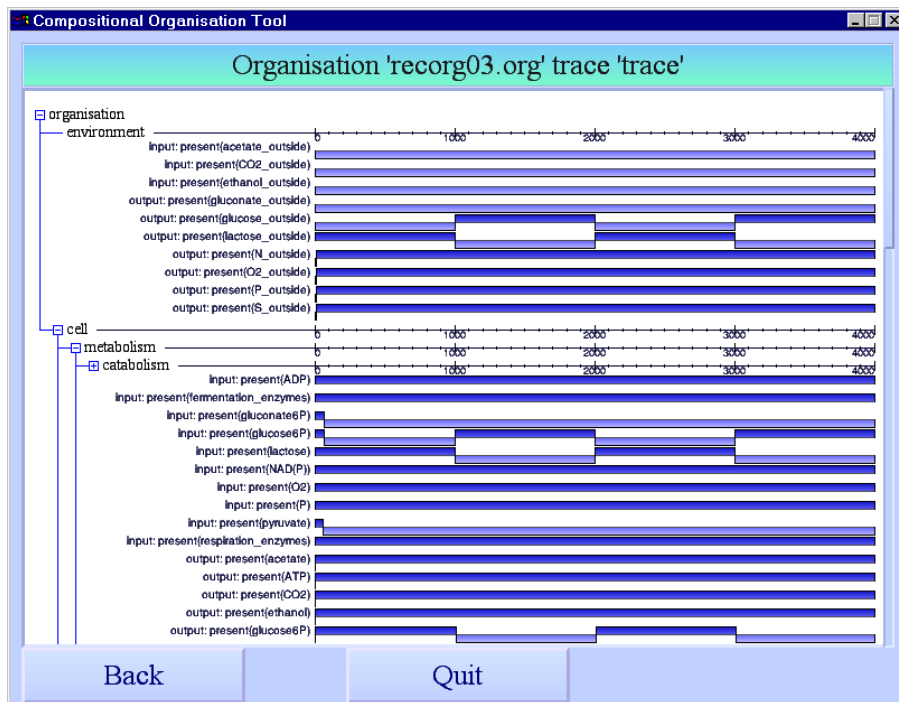 Compositional Organisation Tool
Organisation 'recorg03.org' trace 'trace'
organisation
environment 0 1000 2000 3000 4000
input: present(acetate_outside)
input: present(CO2_outside)
input: present(ethanol_outside)
output: present(gluconate_outside)
output: present(glucose_outside)
output: present(lactose_outside)
output: present(N_outside)
output: present(O2_outside)
output: present(P_outside)
output: present(S_outside)
cell 0 1000 2000 3000 4000
metabolism 0 1000 2000 3000 4000
catabolism 0 1000 2000 3000 4000
input: present(ADP)
input: present(fermentation_enzymes)
input: present(gluconate6P)
input: present(glucose6P)
input: present(lactose)
input: present(NAD(P))
input: present(O2)
input: present(P)
input: present(pyruvate)
input: present(respiration_enzymes)
output: present(acetate)
output: present(ATP)
output: present(CO2)
output: present(ethanol)
output: present(glucose6P)
Back Quit